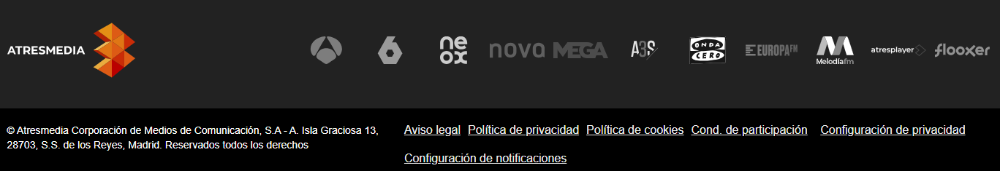 ATRESMEDIA
6
neox
nova
MEGA
A3S
ONDA CERO
EUROPA FM
Melodía fm
atresplayer
flooxer
© Atresmedia Corporación de Medios de Comunicación, S.A - A. Isla Graciosa 13,
28703, S.S. de los Reyes, Madrid. Reservados todos los derechos
Aviso legal Política de privacidad Política de cookies Cond. de participación Configuración de privacidad
Configuración de notificaciones